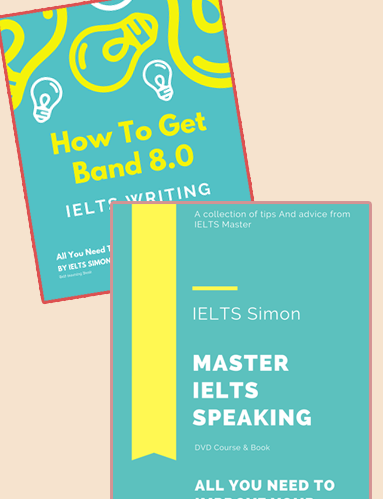 How To Get
Band 8.0
IELTS WRITING
All You Need T
BY IELTS SIMON
A collection of tips And advice from
IELTS Master
IELTS Simon
MASTER
IELTS
SPEAKING
DVD Course & Book
ALL YOU NEED TO